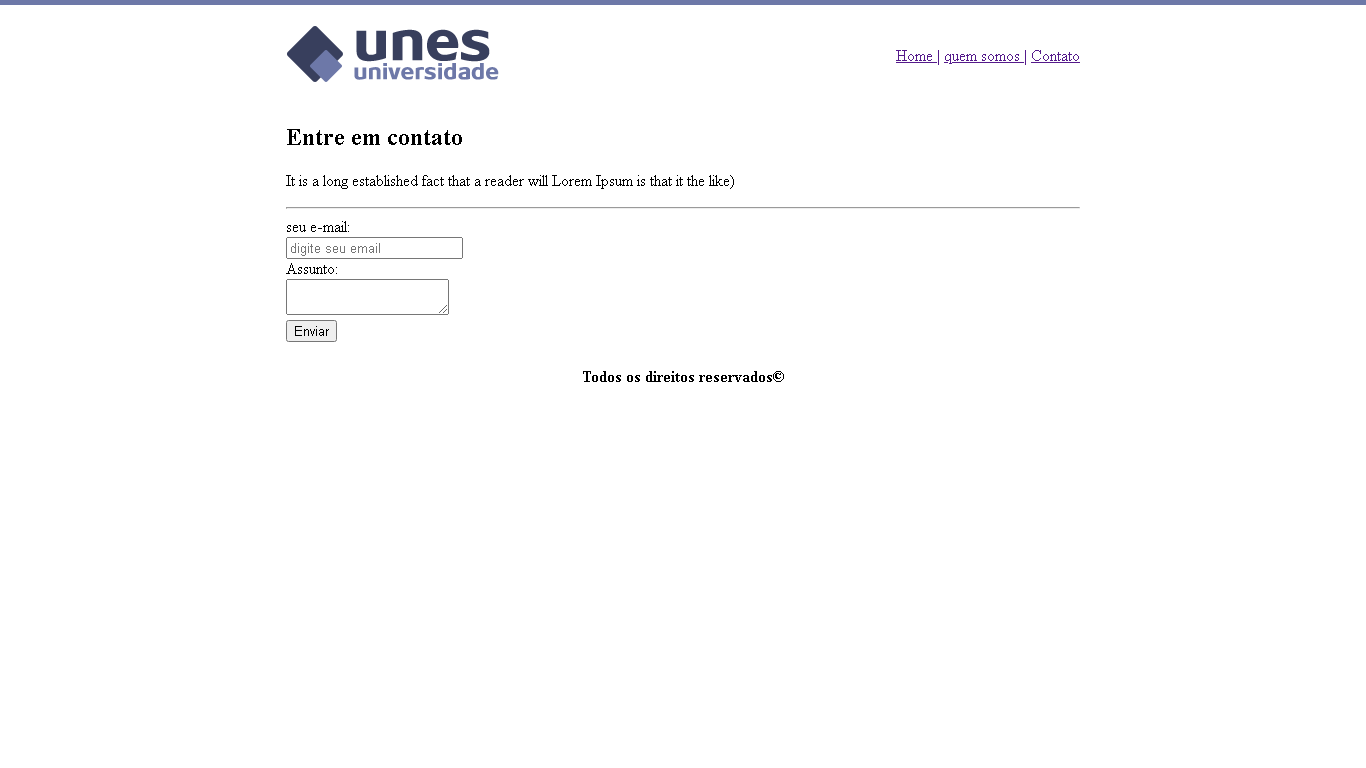 unes
universidade
Home | quem somos | Contato
Entre em contato
It is a long established fact that a reader will Lorem Ipsum is that it the like)
seu e-mail:
digite seu email
Assunto:
Enviar
Todos os direitos reservados©